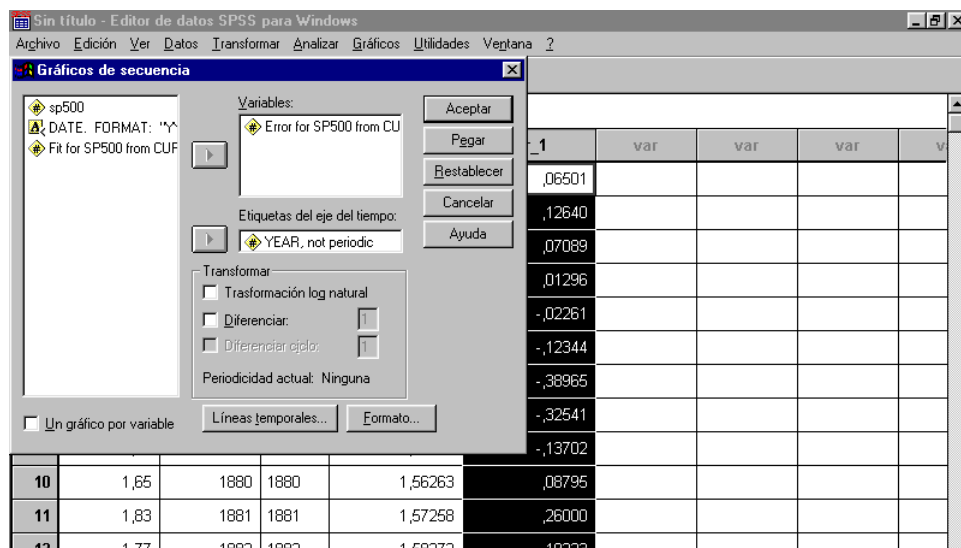 Sin título - Editor de datos SPSS para Windows
Archivo Edición Ver Datos Transformar Analizar Gráficos Utilidades Ventana ?
Gráficos de secuencia
sp500
DATE. FORMAT: "Y
Fit for SP500 from CUF
Variables:
Error for SP500 from CU
Etiquetas del eje del tiempo:
YEAR, not periodic
Transformar
Trasformación log natural
Diferenciar: 1
Diferenciar ciclo: 1
Periodicidad actual: Ninguna
Un gráfico por variable
Líneas temporales...
Formato...
Aceptar
Pegar
Restablecer
Cancelar
Ayuda
_1 var var var
,06501
,12640
,07089
,01296
-,02261
-,12344
-,38965
-,32541
-,13702
10 1,65 1880 1880 1,56263 ,08795
11 1,83 1881 1881 1,57258 ,26000